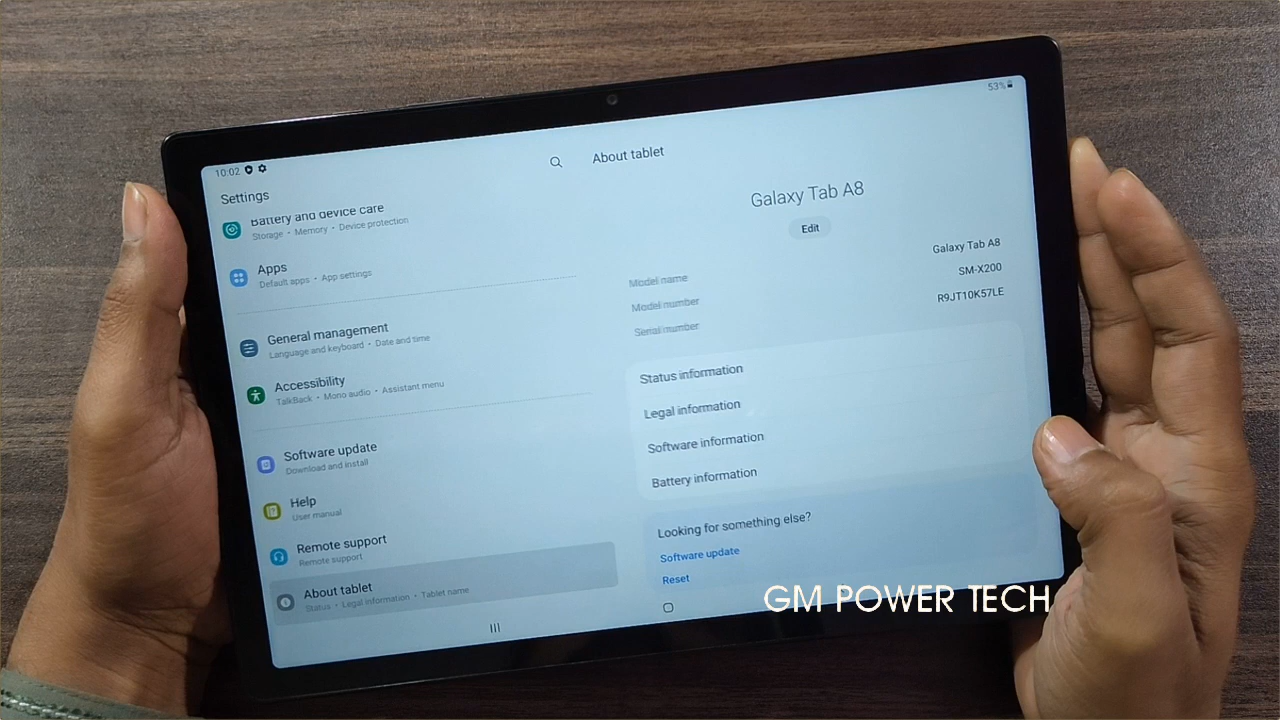 10:02
53%
Settings
Battery and device care
Storage • Memory • Device protection
Apps
Default apps • App settings
General management
Language and keyboard • Date and time
Accessibility
TalkBack • Mono audio • Assistant menu
Software update
Download and install
Help
User manual
Remote support
Remote support
About tablet
Status • Legal information • Tablet name
About tablet
Galaxy Tab A8
Edit
Model name Galaxy Tab A8
Model number SM-X200
Serial number R9JT10K57LE
Status information
Legal information
Software information
Battery information
Looking for something else?
Software update
Reset
GM POWER TECH